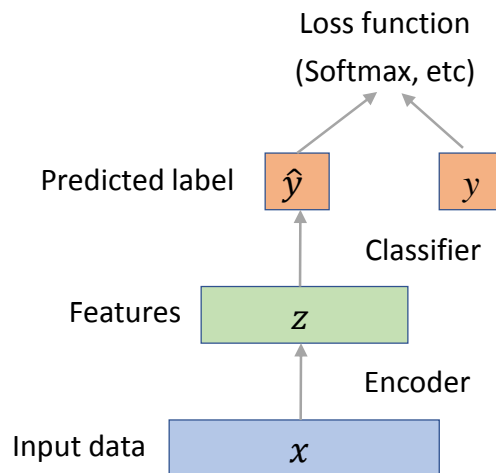 Loss function
(Softmax, etc)
Predicted label
ŷ
y
Classifier
Features
z
Encoder
Input data
x